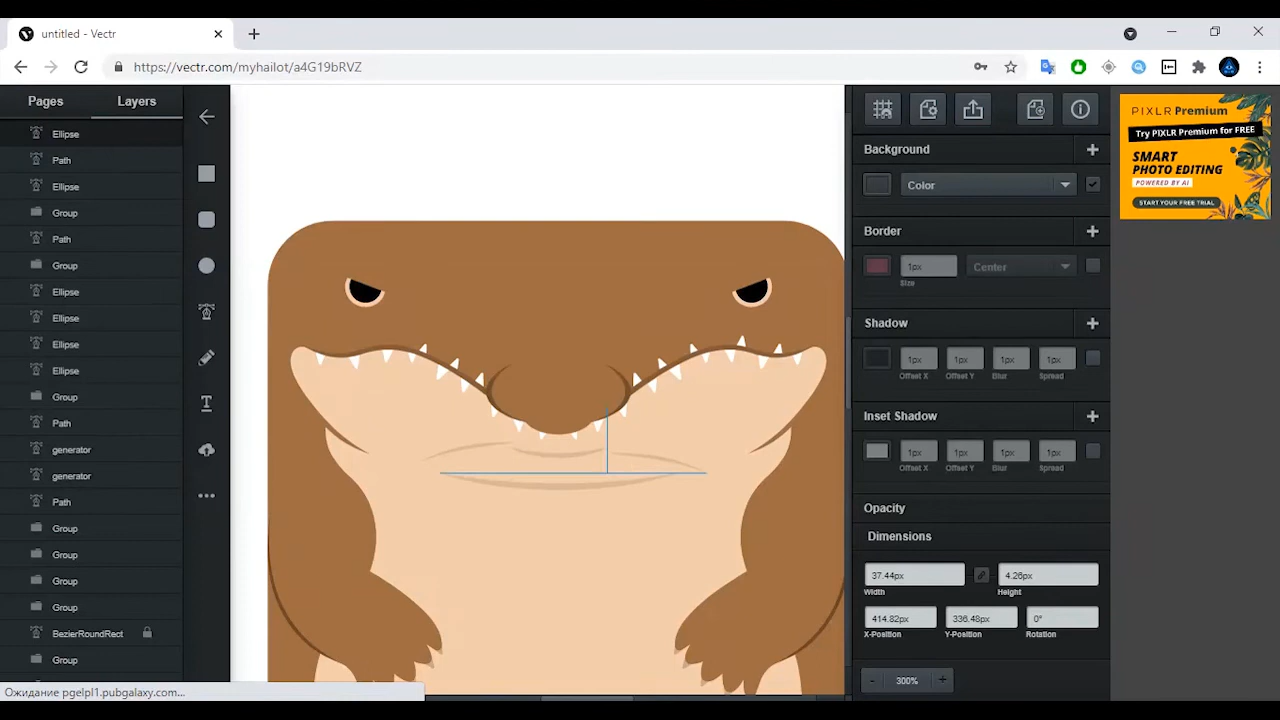 untitled - Vectr
https://vectr.com/myhailot/a4G19bRVZ
Pages
Layers
Ellipse
Path
Ellipse
Group
Path
Group
Ellipse
Ellipse
Ellipse
Ellipse
Group
Path
generator
generator
Path
Group
Group
Group
Group
BezierRoundRect
Group
Ожидание pgelpl1.pubgalaxy.com...
Background
Color
Border
1px
Center
Size
Shadow
1px 1px 1px 1px
Offset X Offset Y Blur Spread
Inset Shadow
1px 1px 1px 1px
Offset X Offset Y Blur Spread
Opacity
Dimensions
37.44px 4.26px
Width Height
414.82px 336.48px 0°
X-Position Y-Position Rotation
- 300% +
PIXLR Premium
Try PIXLR Premium for FREE
SMART
PHOTO EDITING
POWERED BY AI
START YOUR FREE TRIAL